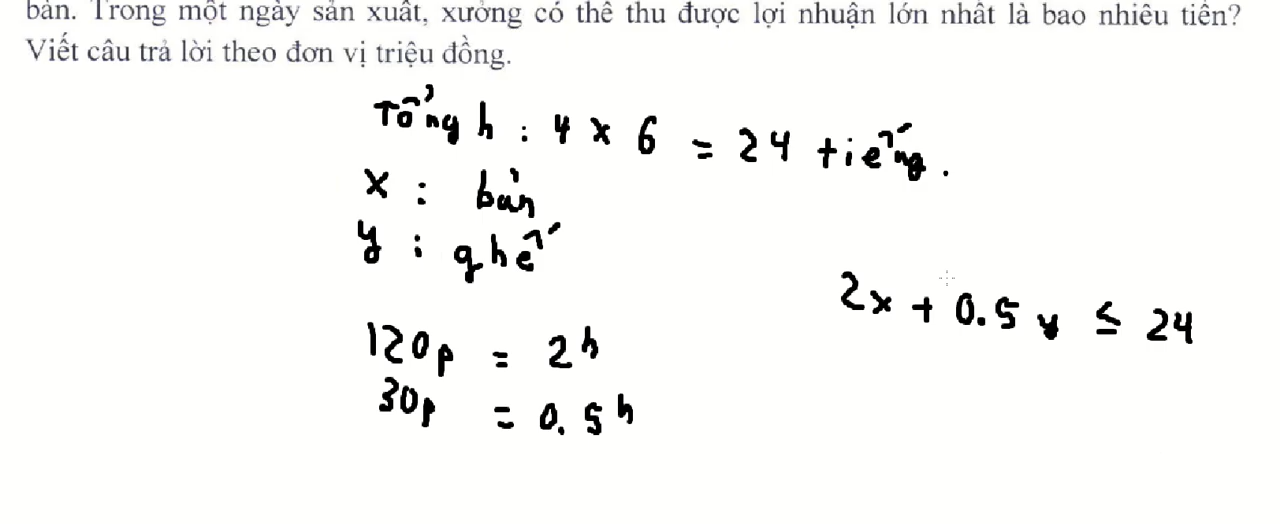 bàn. Trong một ngày sản xuất, xưởng có thể thu được lợi nhuận lớn nhất là bao nhiêu tiền?
Viết câu trả lời theo đơn vị triệu đồng.
Tổng h : 4 x 6 = 24 tiếng.
x : bàn
y : ghế
2x + 0.5y ≤ 24
120p = 2h
30p = 0.5h